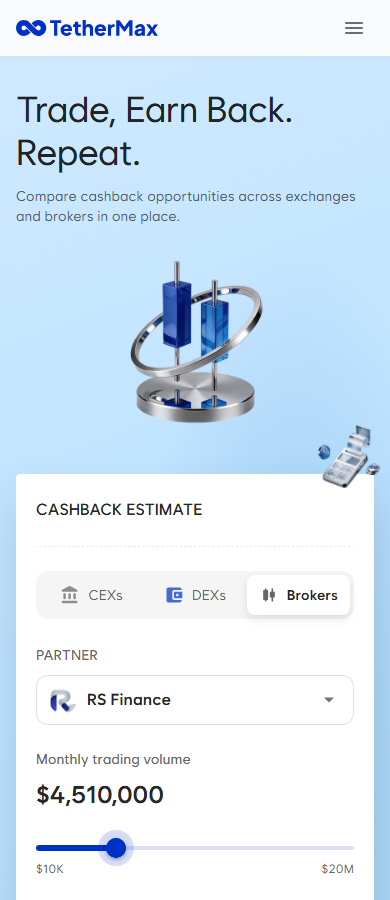 TetherMax
Trade, Earn Back.
Repeat.
Compare cashback opportunities across exchanges
and brokers in one place.
CASHBACK ESTIMATE
CEXs DEXs Brokers
PARTNER
RS Finance
Monthly trading volume
$4,510,000
$10K $20M